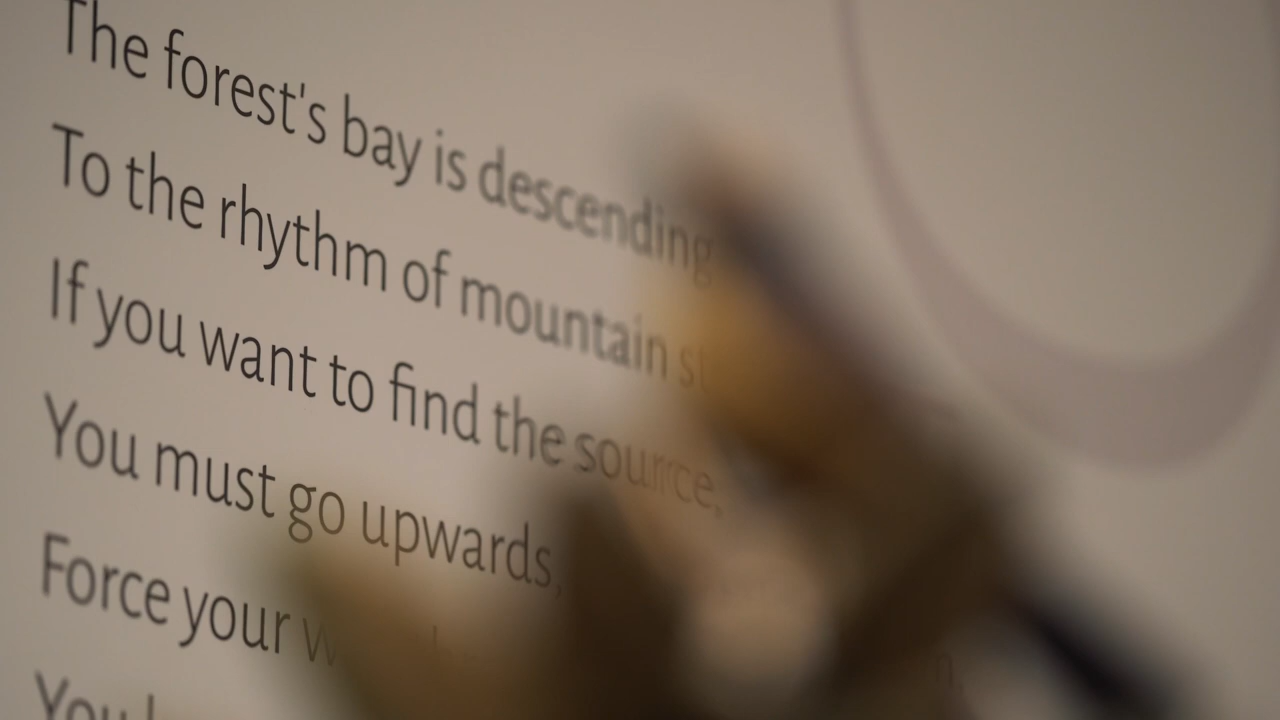 The forest's bay is descending
To the rhythm of mountain
If you want to find the source,
You must go upwards,
Force your
You